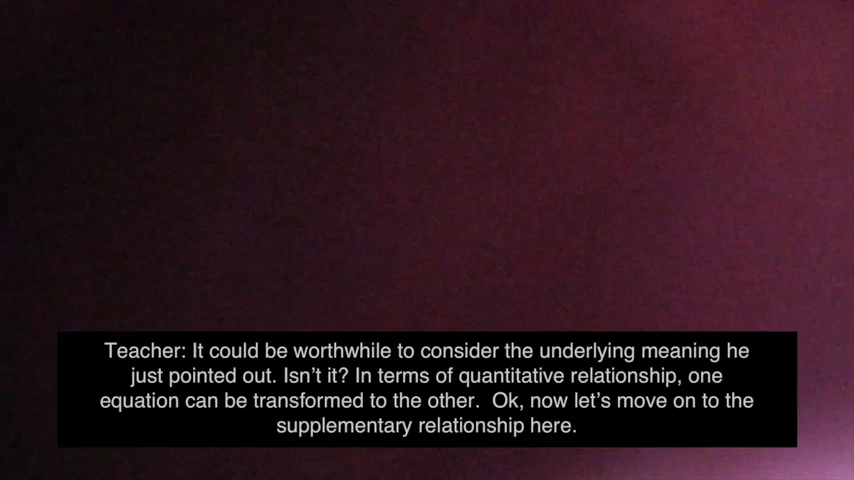 Teacher: It could be worthwhile to consider the underlying meaning he
just pointed out. Isn't it? In terms of quantitative relationship, one
equation can be transformed to the other.  Ok, now let's move on to the
supplementary relationship here.